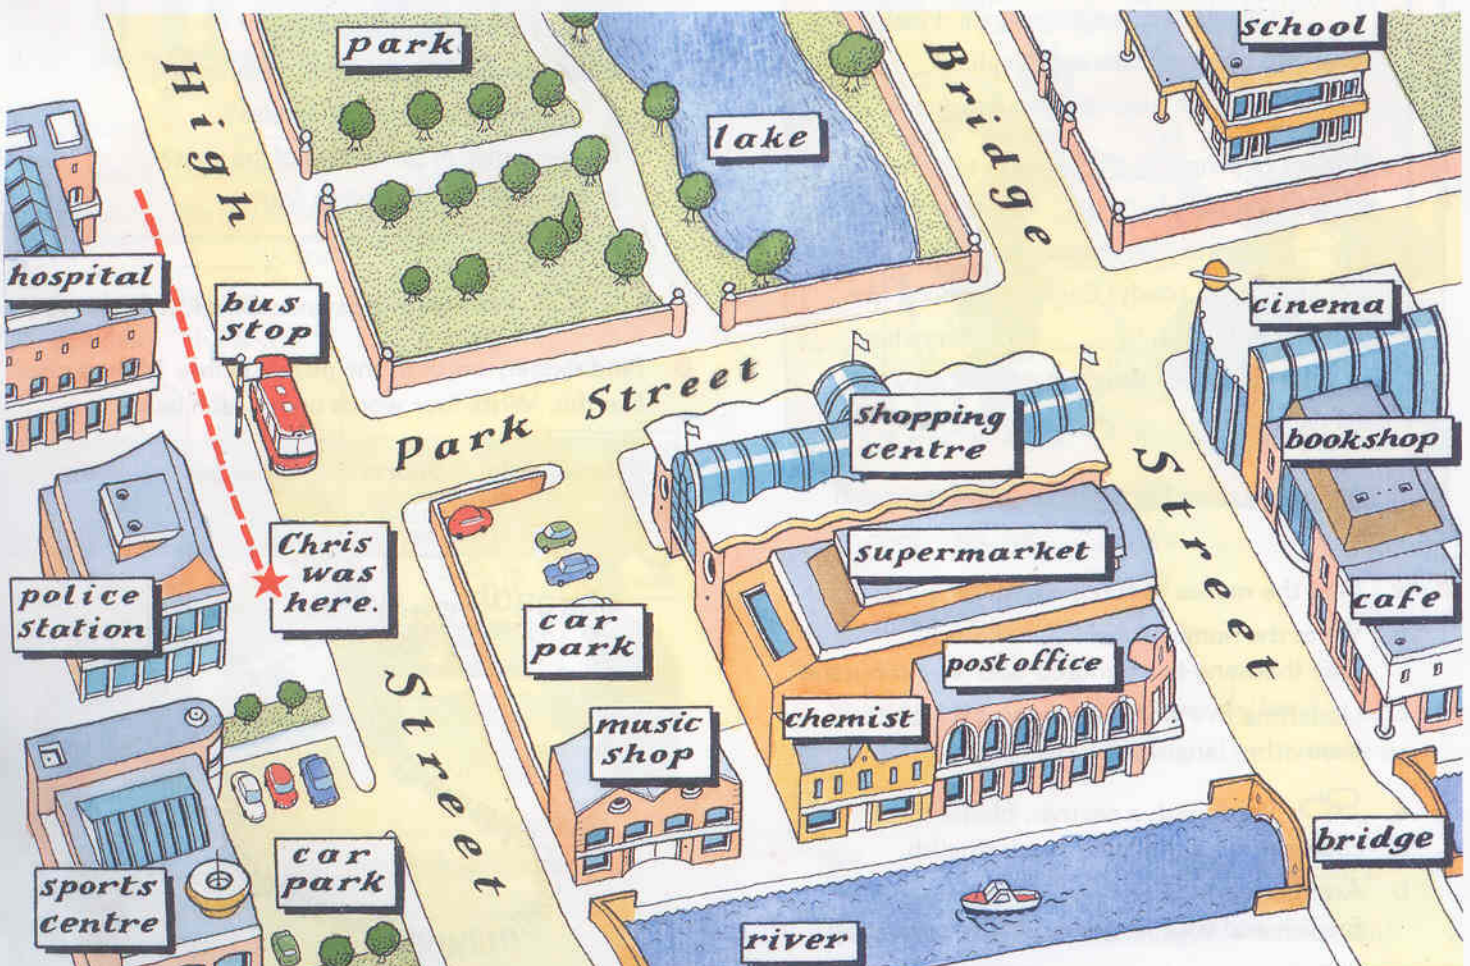 park
school
High
Bridge
lake
hospital
bus
stop
cinema
Park Street
shopping
centre
bookshop
Street
Chris
was
here.
supermarket
police
station
cafe
car
park
post office
Street
music
shop
chemist
bridge
car
park
sports
centre
river